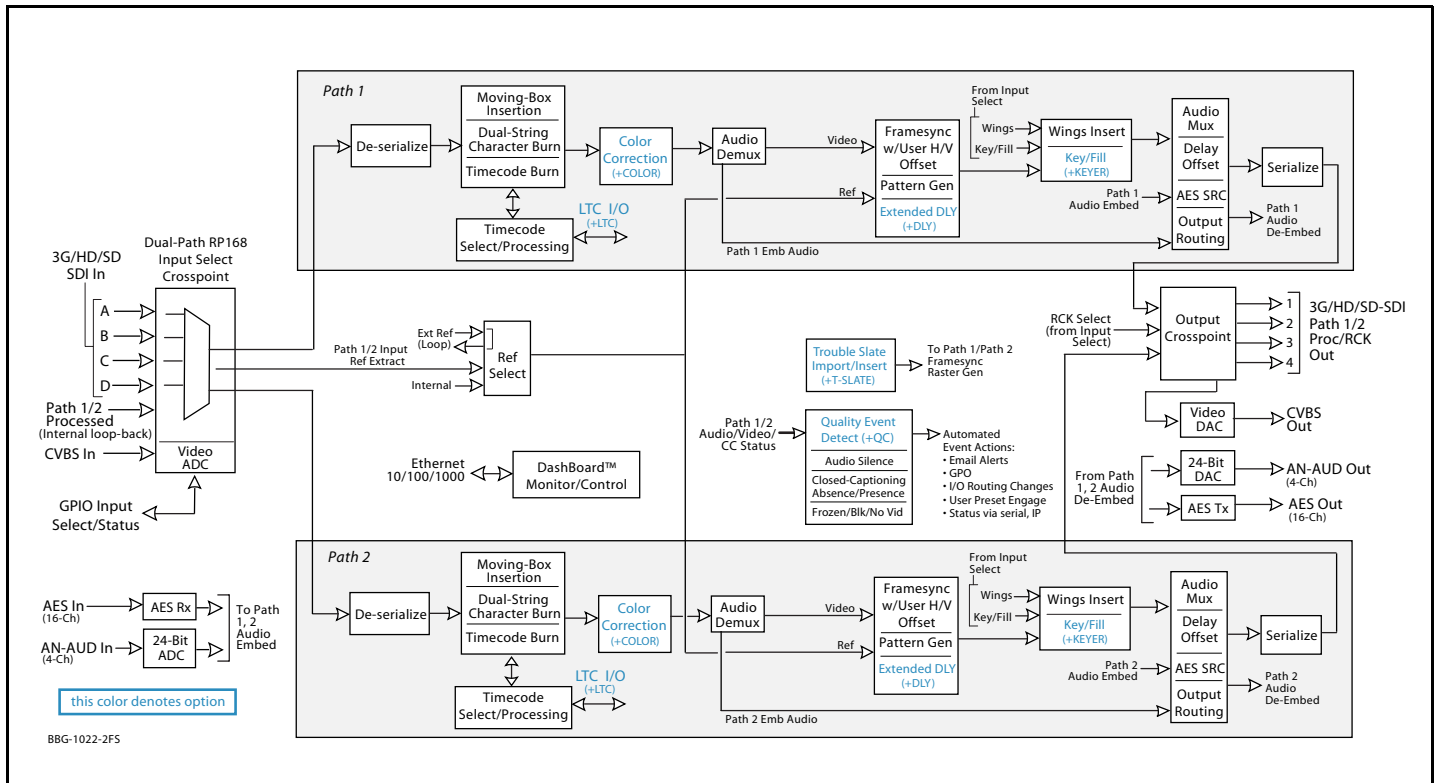 Path 1
De-serialize
Moving-Box
Insertion
Dual-String
Character Burn
Timecode Burn
Timecode
Select/Processing
LTC I/O
(+LTC)
Color
Correction
(+COLOR)
Audio
Demux
Video
Ref
Path 1 Emb Audio
Framesync
w/User H/V
Offset
Pattern Gen
Extended DLY
(+DLY)
From Input
Select
Wings
Key/Fill
Wings Insert
Key/Fill
(+KEYER)
Path 1
Audio Embed
Audio
Mux
Delay
Offset
AES SRC
Output
Routing
Path 1
Audio
De-Embed
Serialize
Dual-Path RP168
Input Select
Crosspoint
3G/HD/SD
SDI In
A
B
C
D
Path 1/2
Processed
(Internal loop-back)
CVBS In
Video
ADC
GPIO Input
Select/Status
Path 1/2 Input
Ref Extract
Ext Ref
(Loop)
Internal
Ref
Select
Ethernet
10/100/1000
DashBoard™
Monitor/Control
Trouble Slate
Import/Insert
(+T-SLATE)
To Path 1/Path 2
Framesync
Raster Gen
Path 1/2
Audio/Video/
CC Status
Quality Event
Detect (+QC)
Audio Silence
Closed-Captioning
Absence/Presence
Frozen/Blk/No Vid
Automated
Event Actions:
• Email Alerts
• GPO
• I/O Routing Changes
• User Preset Engage
• Status via serial, IP
RCK Select
(from Input
Select)
Output
Crosspoint
1
2
3
4
3G/HD/SD-SDI
Path 1/2
Proc/RCK
Out
Video
DAC
CVBS
Out
From Path
1, 2 Audio
De-Embed
24-Bit
DAC
AN-AUD Out
(4-Ch)
AES Tx
AES Out
(16-Ch)
AES In
(16-Ch)
AES Rx
AN-AUD In
(4-Ch)
24-Bit
ADC
To Path
1, 2
Audio
Embed
this color denotes option
BBG-1022-2FS
Path 2
De-serialize
Moving-Box
Insertion
Dual-String
Character Burn
Timecode Burn
Timecode
Select/Processing
LTC I/O
(+LTC)
Color
Correction
(+COLOR)
Audio
Demux
Video
Ref
Path 2 Emb Audio
Framesync
w/User H/V
Offset
Pattern Gen
Extended DLY
(+DLY)
From Input
Select
Wings
Key/Fill
Wings Insert
Key/Fill
(+KEYER)
Path 2
Audio Embed
Audio
Mux
Delay
Offset
AES SRC
Output
Routing
Path 2
Audio
De-Embed
Serialize